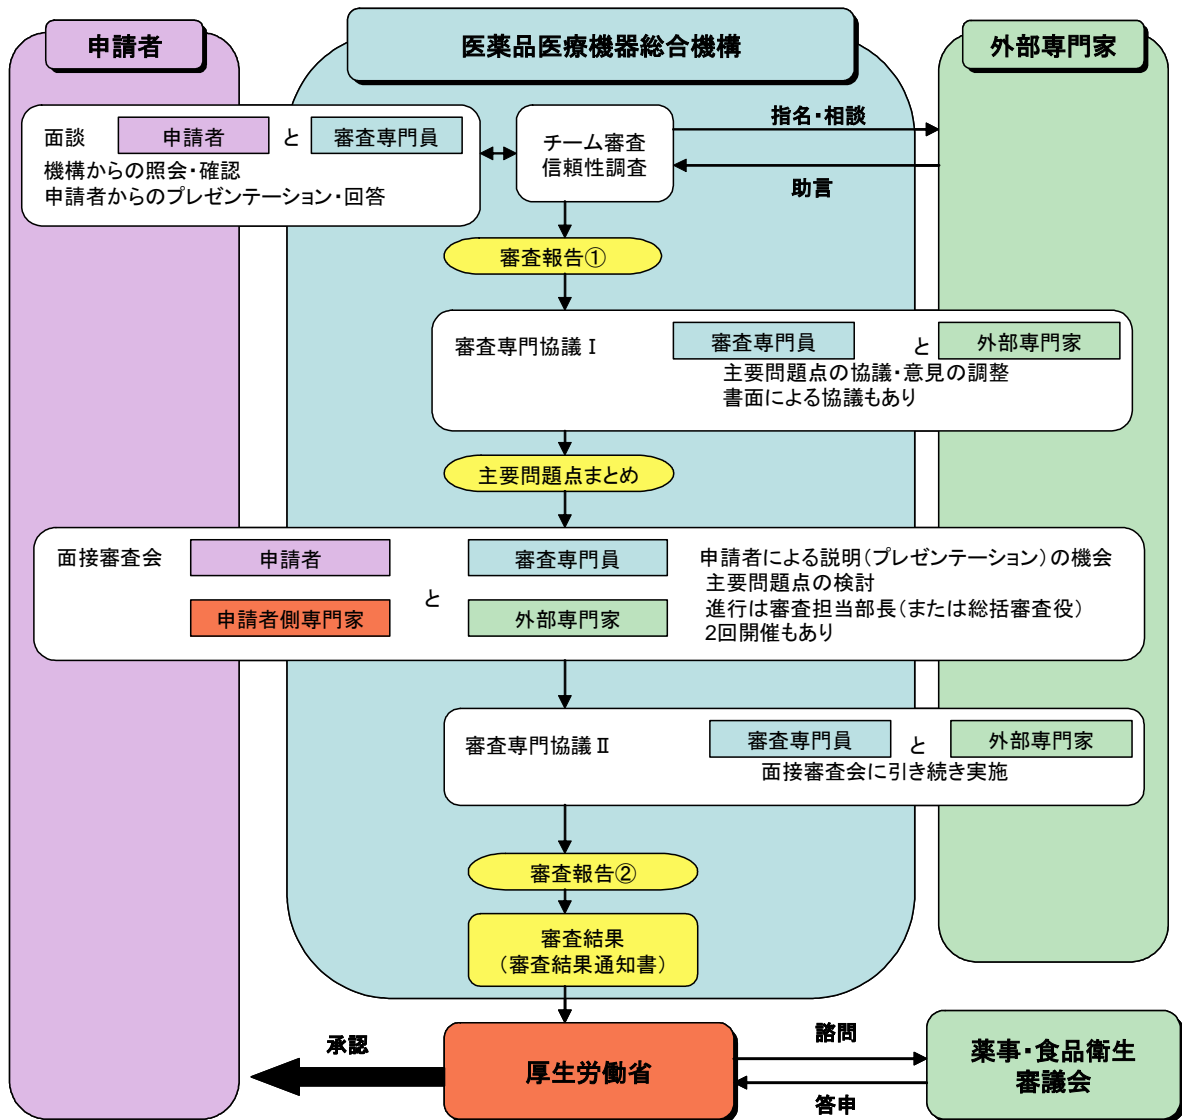 申請者
医薬品医療機器総合機構
外部専門家
面談 申請者 と 審査専門員
機構からの照会・確認
申請者からのプレゼンテーション・回答
チーム審査
信頼性調査
指名・相談
助言
審査報告①
審査専門協議Ⅰ 審査専門員 と 外部専門家
主要問題点の協議・意見の調整
書面による協議もあり
主要問題点まとめ
面接審査会
申請者
申請者側専門家
と
審査専門員
外部専門家
申請者による説明(プレゼンテーション)の機会
主要問題点の検討
進行は審査担当部長(または総括審査役)
2回開催もあり
審査専門協議Ⅱ 審査専門員 と 外部専門家
面接審査会に引き続き実施
審査報告②
審査結果
(審査結果通知書)
承認
厚生労働省
諮問
答申
薬事・食品衛生
審議会